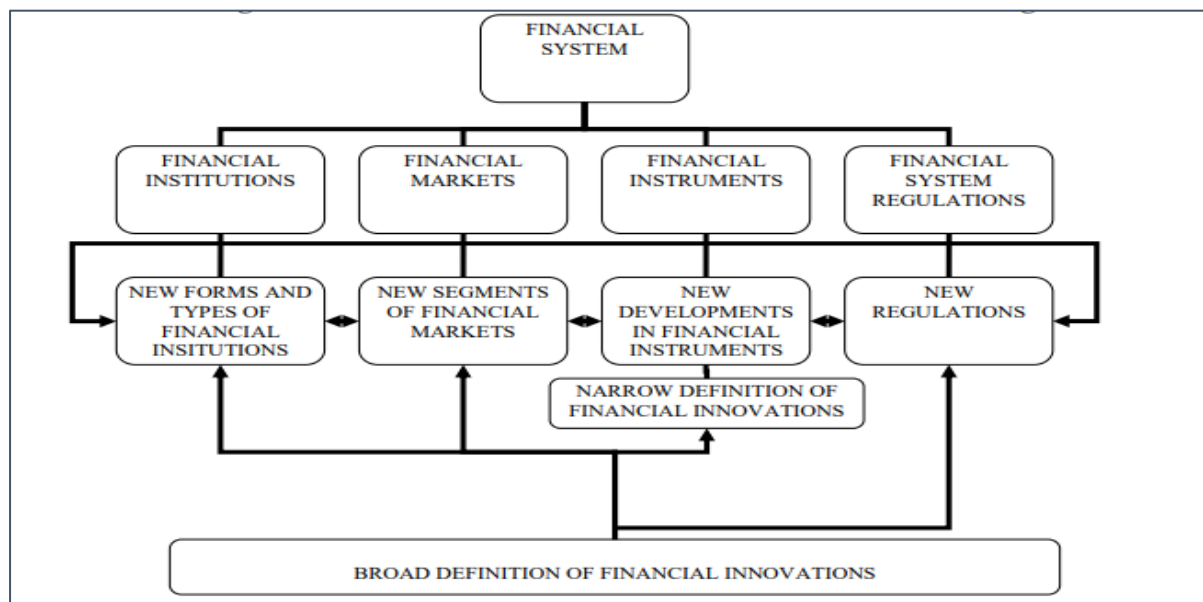 FINANCIAL
SYSTEM
FINANCIAL
INSTITUTIONS
FINANCIAL
MARKETS
FINANCIAL
INSTRUMENTS
FINANCIAL
SYSTEM
REGULATIONS
NEW FORMS AND
TYPES OF
FINANCIAL
INSITUTIONS
NEW SEGMENTS
OF FINANCIAL
MARKETS
NEW
DEVELOPMENTS
IN FINANCIAL
INSTRUMENTS
NEW
REGULATIONS
NARROW DEFINITION OF
FINANCIAL INNOVATIONS
BROAD DEFINITION OF FINANCIAL INNOVATIONS